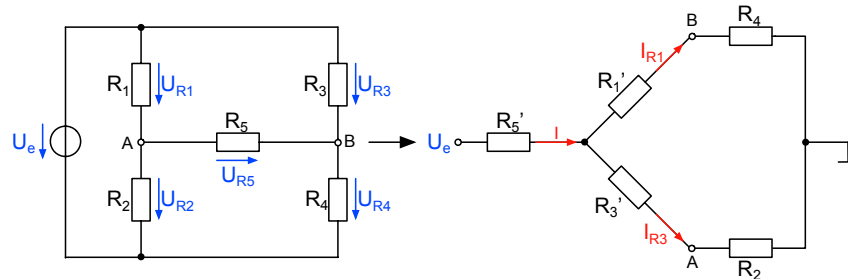 R1 UR1
R3 UR3
Ue
A
R5
B
UR5
R2 UR2
R4 UR4
Ue
R5'
I
IR1
R1'
B
R4
R3'
IR3
A
R2